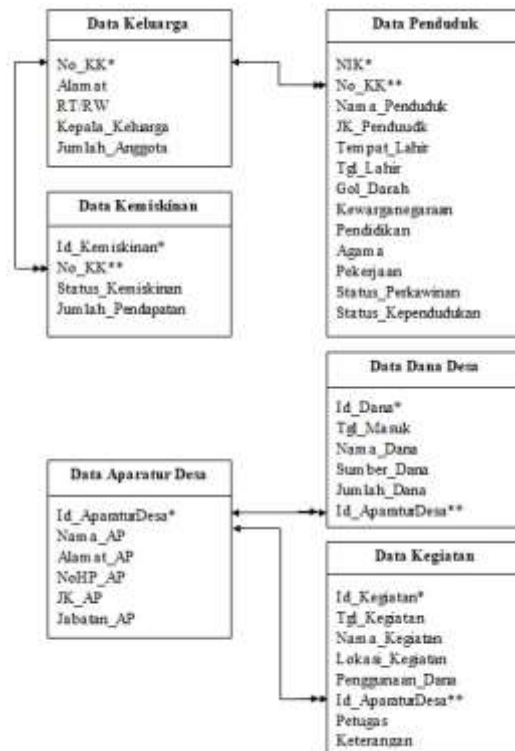 Data Keluarga
No_KK*
Alamat
RT/RW
Kepala_Keluarga
Jumlah_Anggota
Data Penduduk
NIK*
No_KK**
Nama_Penduduk
JK_Penduudk
Tempat_Lahir
Tgl_Lahir
Gol_Darah
Kewarganegaraan
Pendidikan
Agama
Pekerjaan
Status_Perkawinan
Status_Kependudukan
Data Kemiskinan
Id_Kemiskinan*
No_KK**
Status_Kemiskinan
Jumlah_Pendapatan
Data Dana Desa
Id_Dana*
Tgl_Masuk
Nama_Dana
Sumber_Dana
Jumlah_Dana
Id_AparaturDesa**
Data Aparatur Desa
Id_AparaturDesa*
Nama_AP
Alamat_AP
NoHP_AP
JK_AP
Jabatan_AP
Data Kegiatan
Id_Kegiatan*
Tgl_Kegiatan
Nama_Kegiatan
Lokasi_Kegiatan
Penggunaan_Dana
Id_AparaturDesa**
Petugas
Keterangan